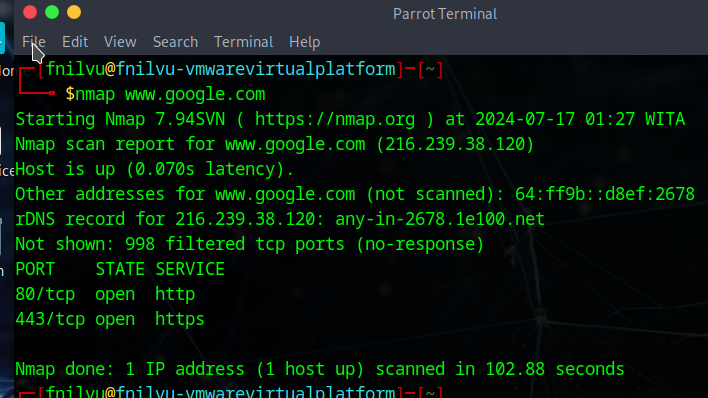 Parrot Terminal
File Edit View Search Terminal Help
┌─[fnilvu@fnilvu-vmwarevirtualplatform]─[~]
└──╼ $nmap www.google.com
Starting Nmap 7.94SVN ( https://nmap.org ) at 2024-07-17 01:27 WITA
Nmap scan report for www.google.com (216.239.38.120)
Host is up (0.070s latency).
Other addresses for www.google.com (not scanned): 64:ff9b::d8ef:2678
rDNS record for 216.239.38.120: any-in-2678.1e100.net
Not shown: 998 filtered tcp ports (no-response)
PORT    STATE SERVICE
80/tcp  open  http
443/tcp open  https
Nmap done: 1 IP address (1 host up) scanned in 102.88 seconds
┌─[fnilvu@fnilvu-vmwarevirtualplatform]─[~]